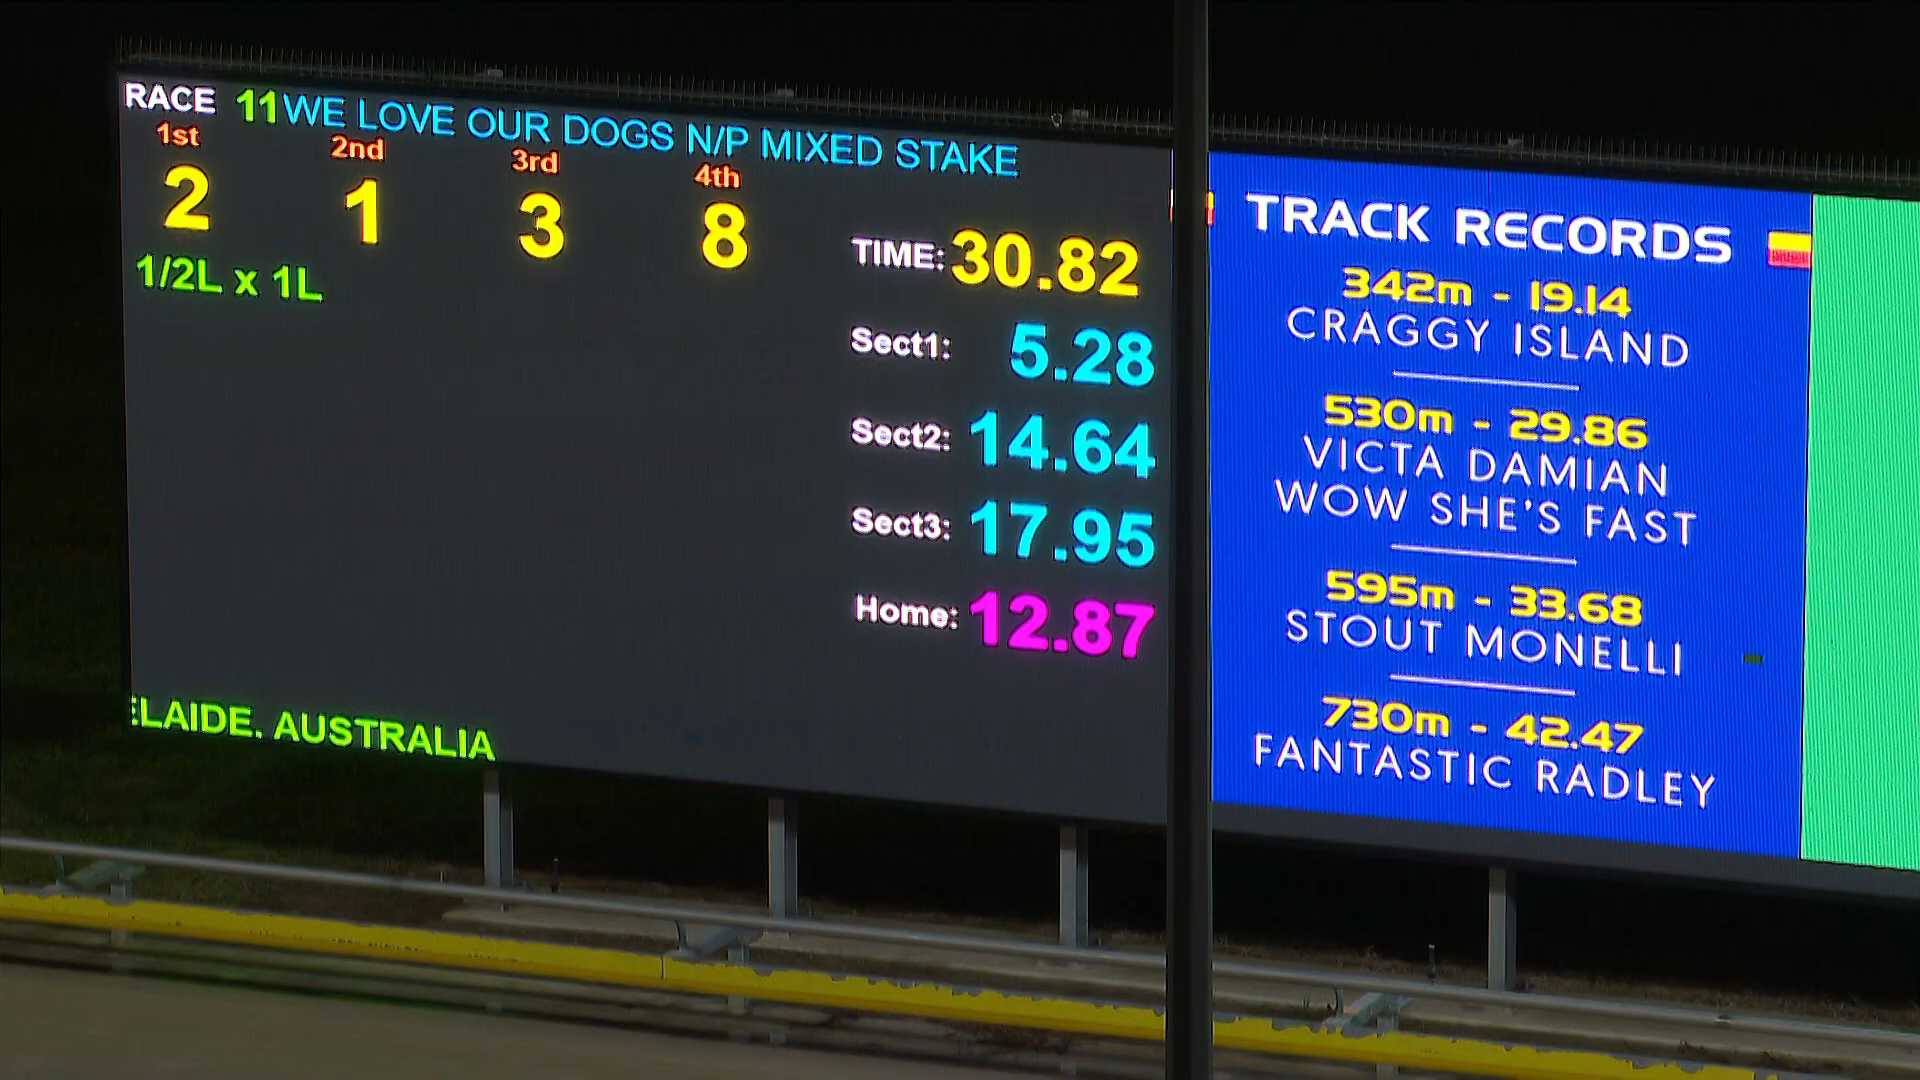 RACE 11 WE LOVE OUR DOGS N/P MIXED STAKE
1st 2nd 3rd 4th
2 1 3 8
1/2L x 1L
TIME: 30.82
Sect1: 5.28
Sect2: 14.64
Sect3: 17.95
Home: 12.87
ELAIDE. AUSTRALIA
TRACK RECORDS
342m - 19.14
CRAGGY ISLAND
530m - 29.86
VICTA DAMIAN
WOW SHE'S FAST
595m - 33.68
STOUT MONELLI
730m - 42.47
FANTASTIC RADLEY